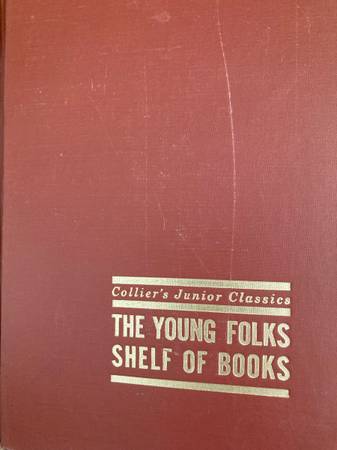 Collier's Junior Classics
THE YOUNG FOLKS
SHELF OF BOOKS